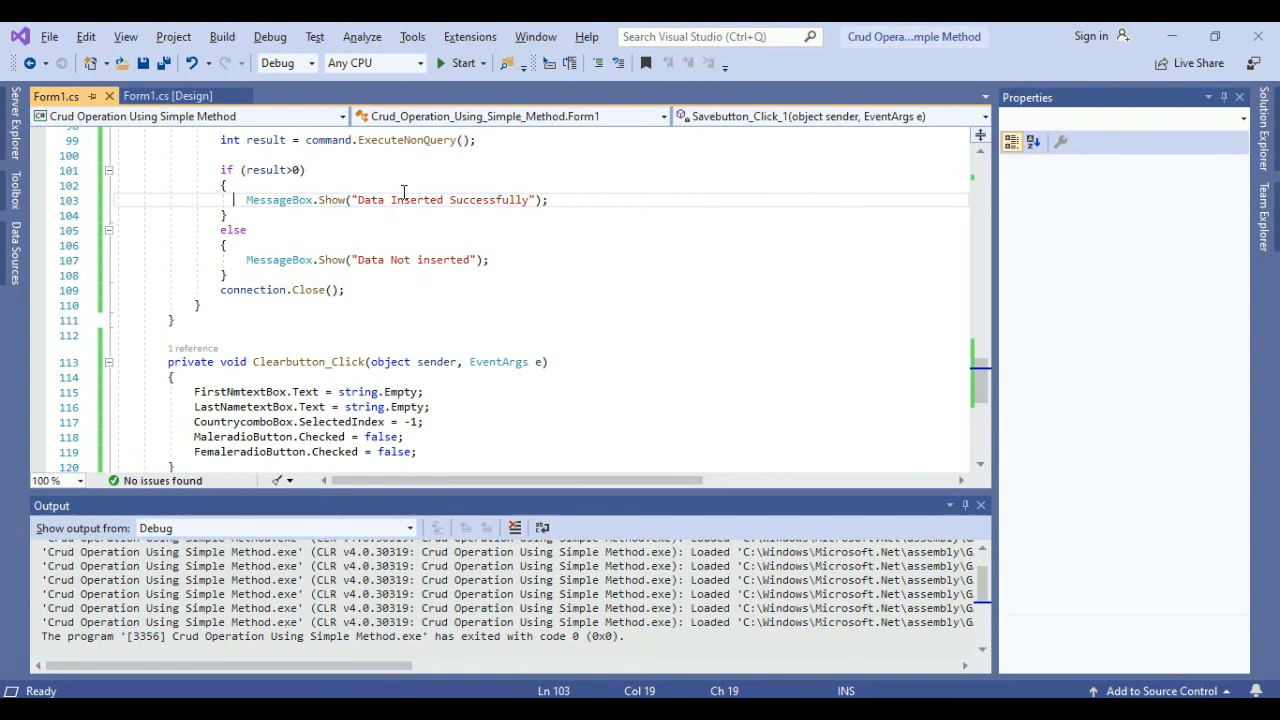 File Edit View Project Build Debug Test Analyze Tools Extensions Window Help Search Visual Studio (Ctrl+Q) Crud Opera...mple Method Sign in
Debug Any CPU Start Live Share
Form1.cs Form1.cs [Design]
Crud Operation Using Simple Method Crud_Operation_Using_Simple_Method.Form1 Savebutton_Click_1(object sender, EventArgs e)
99 int result = command.ExecuteNonQuery();
100
101 if (result>0)
102 {
103 MessageBox.Show("Data Inserted Successfully");
104 }
105 else
106 {
107 MessageBox.Show("Data Not inserted");
108 }
109 connection.Close();
110 }
111 }
112
1 reference
113 private void Clearbutton_Click(object sender, EventArgs e)
114 {
115 FirstNmtextBox.Text = string.Empty;
116 LastNametextBox.Text = string.Empty;
117 CountrycomboBox.SelectedIndex = -1;
118 MaleradioButton.Checked = false;
119 FemaleradioButton.Checked = false;
120 }
100 % No issues found
Output
Show output from: Debug
'Crud Operation Using Simple Method.exe' (CLR v4.0.30319: Crud Operation Using Simple Method.exe): Loaded 'C:\Windows\Microsoft.Net\assembly\G
'Crud Operation Using Simple Method.exe' (CLR v4.0.30319: Crud Operation Using Simple Method.exe): Loaded 'C:\Windows\Microsoft.Net\assembly\G
'Crud Operation Using Simple Method.exe' (CLR v4.0.30319: Crud Operation Using Simple Method.exe): Loaded 'C:\Windows\Microsoft.Net\assembly\G
'Crud Operation Using Simple Method.exe' (CLR v4.0.30319: Crud Operation Using Simple Method.exe): Loaded 'C:\Windows\Microsoft.Net\assembly\G
'Crud Operation Using Simple Method.exe' (CLR v4.0.30319: Crud Operation Using Simple Method.exe): Loaded 'C:\Windows\Microsoft.Net\assembly\G
'Crud Operation Using Simple Method.exe' (CLR v4.0.30319: Crud Operation Using Simple Method.exe): Loaded 'C:\Windows\Microsoft.Net\assembly\G
The program '[3356] Crud Operation Using Simple Method.exe' has exited with code 0 (0x0).
Properties
Server Explorer
Toolbox
Data Sources
Solution Explorer
Team Explorer
Ready Ln 103 Col 19 Ch 19 INS Add to Source Control